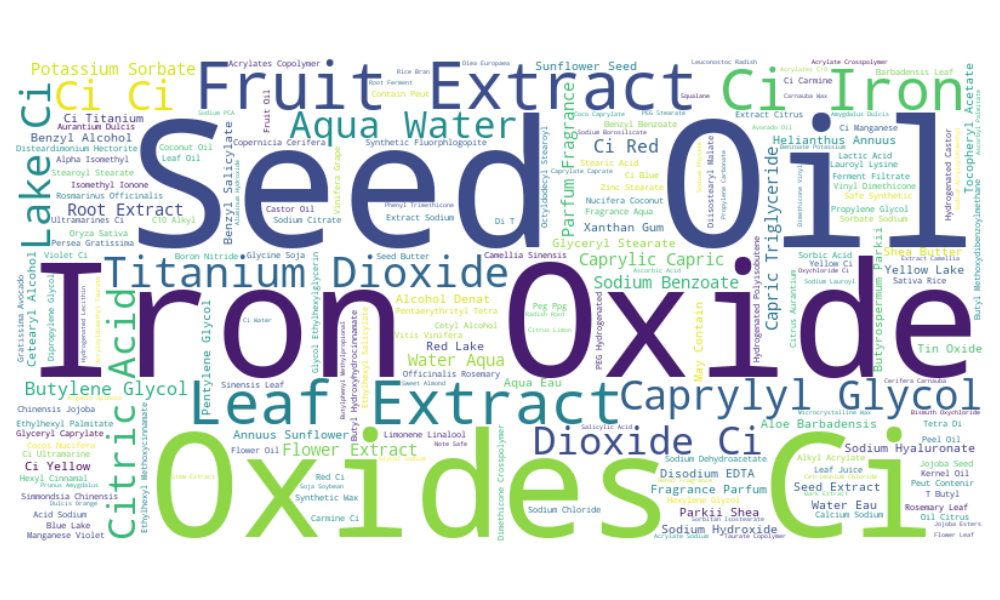 Acrylates Copolymer
Olea Europaea
Leuconostoc Radish
Acrylate Crosspolymer
Potassium Sorbate
Fruit Extract
Rice Bran
Sunflower Seed
Acrylates C10
Barbadensis Leaf
Ci Ci
Root Ferment
Contain Peut
Squalane
Ci Iron
Ci Carmine
Carnauba Wax
Lake Ci
Fruit Oil
Coco Caprylate
PEG Stearate
Tocopheryl Acetate
Sodium PCA
Extract Citrus
Amygdalus Dulcis
Ci Titanium
Aurantium Dulcis
Aqua Water
Benzyl Benzoate
Avocado Oil
Ci Manganese
Benzyl Alcohol
Copernicia Cerifera
Synthetic Fluorphlogopite
Sodium Borosilicate
Ci Red
Helianthus Annuus
Disteardimonium Hectorite
Coconut Oil
Leaf Oil
Parfum Fragrance
Benzoate Potassium
Lactic Acid
Alpha Isomethyl
Seed Oil
Stearic Acid
Lauroyl Lysine
Stearoyl Stearate
C10 Alkyl
Benzyl Salicylate
Aluminum Hydroxide
Vinifera Grape
Caprylate Caprate
Ci Blue
Ferment Filtrate
Isomethyl Ionone
Zinc Stearate
Vinyl Dimethicone
Rosmarinus Officinalis
Castor Oil
Phenyl Trimethicone
Octyldodecyl Stearoyl
Nucifera Coconut
Diisostearyl Malate
Propylene Carbonate
Safe Synthetic
Hydrogenated Castor
Root Extract
Sodium Citrate
Extract Sodium
Fragrance Aqua
Propylene Glycol
Ultramarines Ci
Di T
Xanthan Gum
Sorbate Sodium
Oryza Sativa
Persea Gratissima
Glyceryl Stearate
Capric Triglyceride
Violet Ci
Boron Nitride
Glycine Soja
Seed Butter
Camellia Sinensis
Caprylic Capric
Sorbic Acid
Shea Butter
Extract Camellia
Titanium Dioxide
Ascorbic Acid
Yellow Ci
Oxychloride Ci
Yellow Lake
Gratissima Avocado
Cetearyl Alcohol
Dipropylene Glycol
Hydrogenated Lecithin
Sodium Benzoate
Sodium Lauroyl
Sativa Rice
Butyl Methoxydibenzoylmethane
Iron Oxide
Pentylene Glycol
Glycol Ethylhexylglycerin
Alcohol Denat
Peg Ppg
PEG Hydrogenated
Hydrogenated Polyisobutene
Citrus Aurantium
Butyrospermum Parkii
Pentaerythrityl Tetra
Radish Root
Ci Water
Cetyl Alcohol
Citrus Limon
May Contain
Vitis Vinifera
Red Lake
Tin Oxide
Acid
Water Aqua
Officinalis Rosemary
Butyl Hydroxyhydrocinnamate
Ethylhexyl Salicylate
Butylphenyl Methylpropional
Butylene Glycol
Sinensis Leaf
Sweet Almond
Aqua Eau
Cerifera Carnauba
Leaf Extract
Caprylyl Glycol
Chinensis Jojoba
Microcrystalline Wax
Bismuth Oxychloride
Ethylhexyl Palmitate
Citric
Salicylic Acid
Aloe Barbadensis
Tetra Di
Glyceryl Caprylate
Annuus Sunflower
Limonene Linalool
Dioxide Ci
Peel Oil
Cocos Nucifera
Flower Oil
Flower Extract
Note Safe
Alkyl Acrylate
Sodium Hyaluronate
Ci Ultramarine
Oxides Ci
Sodium Dehydroacetate
Ci Yellow
Leaf Juice
Jojoba Seed
Hexyl Cinnamal
Red Ci
Disodium EDTA
Cetrimonium Chloride
Kernel Oil
Prunus Amygdalus
Soja Soybean
Fragrance Parfum
Seed Extract
Peut Contenir
Simmondsia Chinensis
Synthetic Wax
Hexylene Glycol
Bark Extract
T Butyl
Dulcis Orange
Ethylhexyl Methoxycinnamate
Dimethicone Crosspolymer
Water Eau
Rosemary Leaf
Acid Sodium
Sodium Chloride
Parkii Shea
Calcium Sodium
Oil Citrus
Blue Lake
Carmine Ci
Sorbitan Isostearate
Jojoba Esters
Manganese Violet
Sodium Hydroxide
Acrylate Sodium
Taurate Copolymer
Flower Leaf